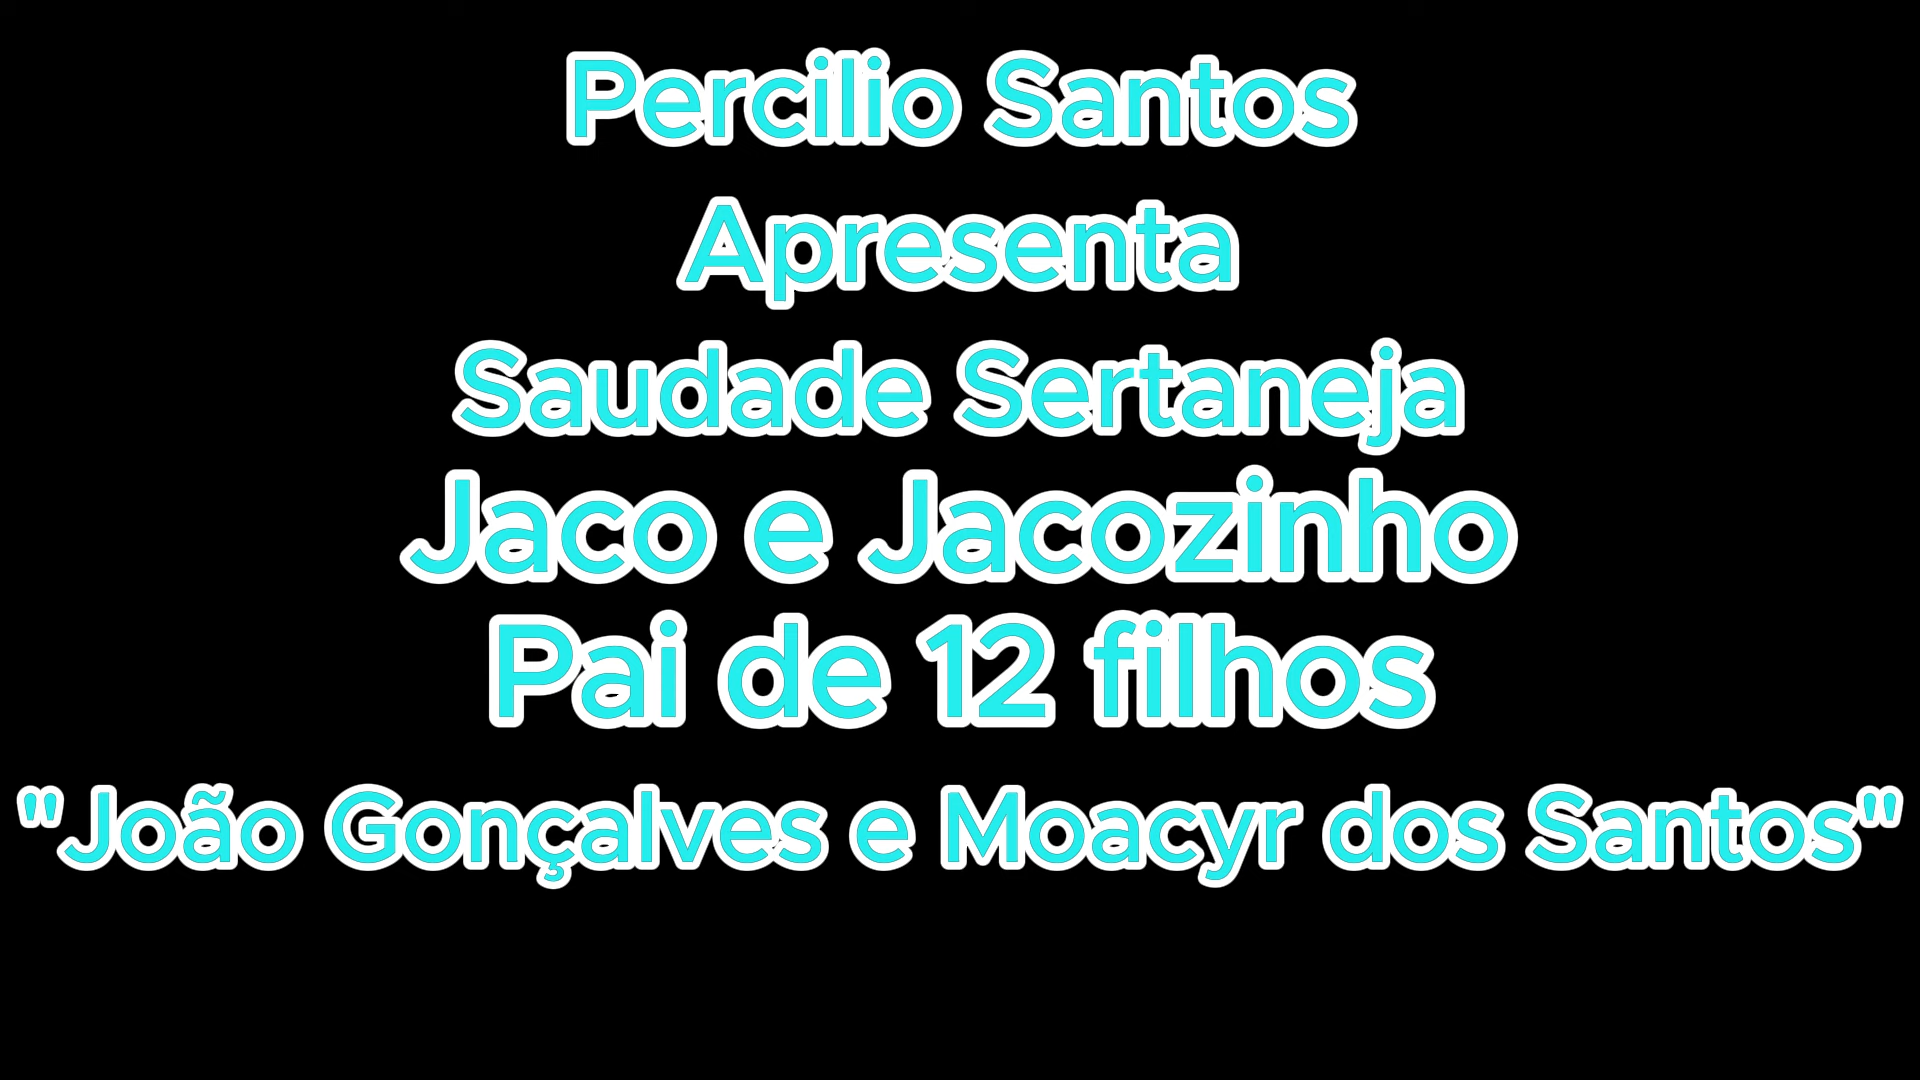 Percilio Santos
Apresenta
Saudade Sertaneja
Jaco e Jacozinho
Pai de 12 filhos
"João Gonçalves e Moacyr dos Santos"